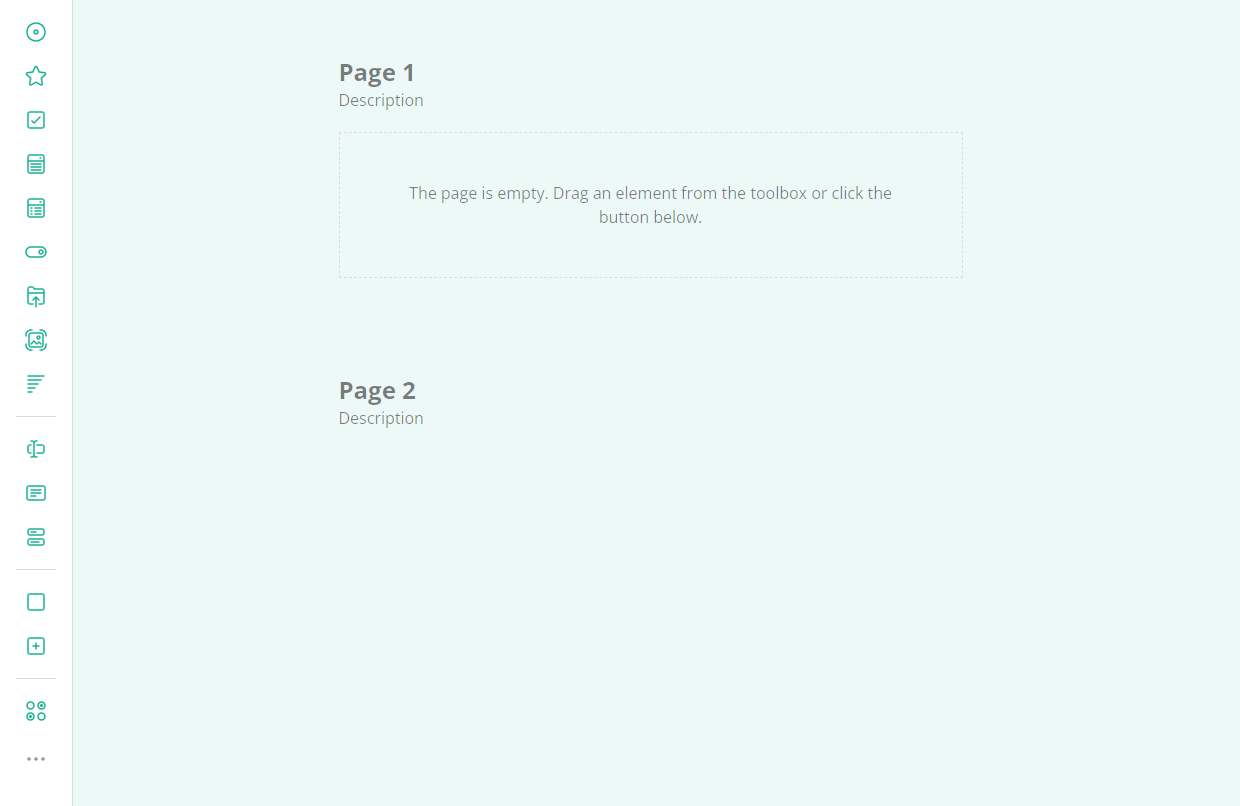 Page 1
Description
The page is empty. Drag an element from the toolbox or click the
button below.
Page 2
Description